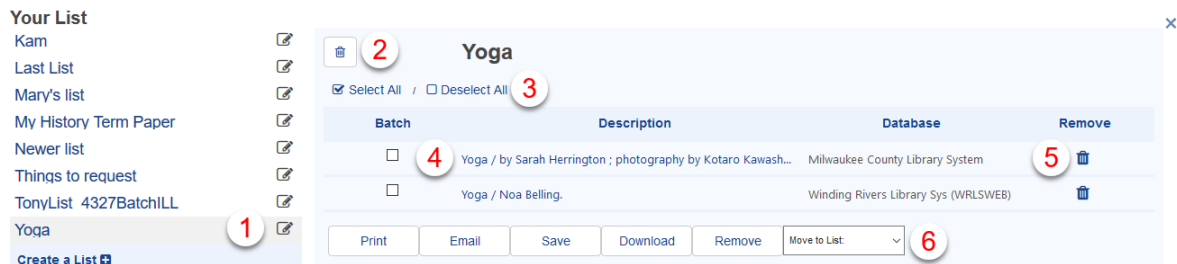 Your List
Kam
Last List
Mary's list
My History Term Paper
Newer list
Things to request
TonyList 4327BatchILL
Yoga 1
Create a List
2 Yoga
Select All / Deselect All 3
Batch Description Database Remove
4 Yoga / by Sarah Herrington ; photography by Kotaro Kawash... Milwaukee County Library System 5
Yoga / Noa Belling. Winding Rivers Library Sys (WRLSWEB)
Print Email Save Download Remove Move to List: 6